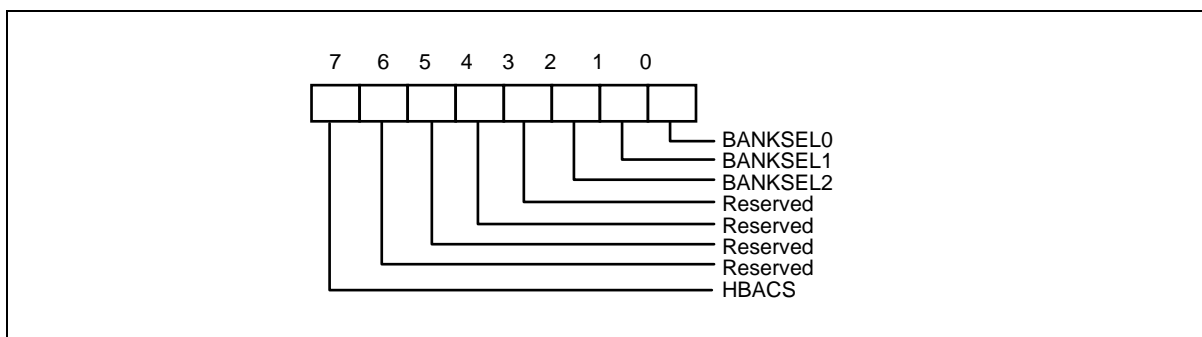 7 6 5 4 3 2 1 0
BANKSEL0
BANKSEL1
BANKSEL2
Reserved
Reserved
Reserved
Reserved
HBACS